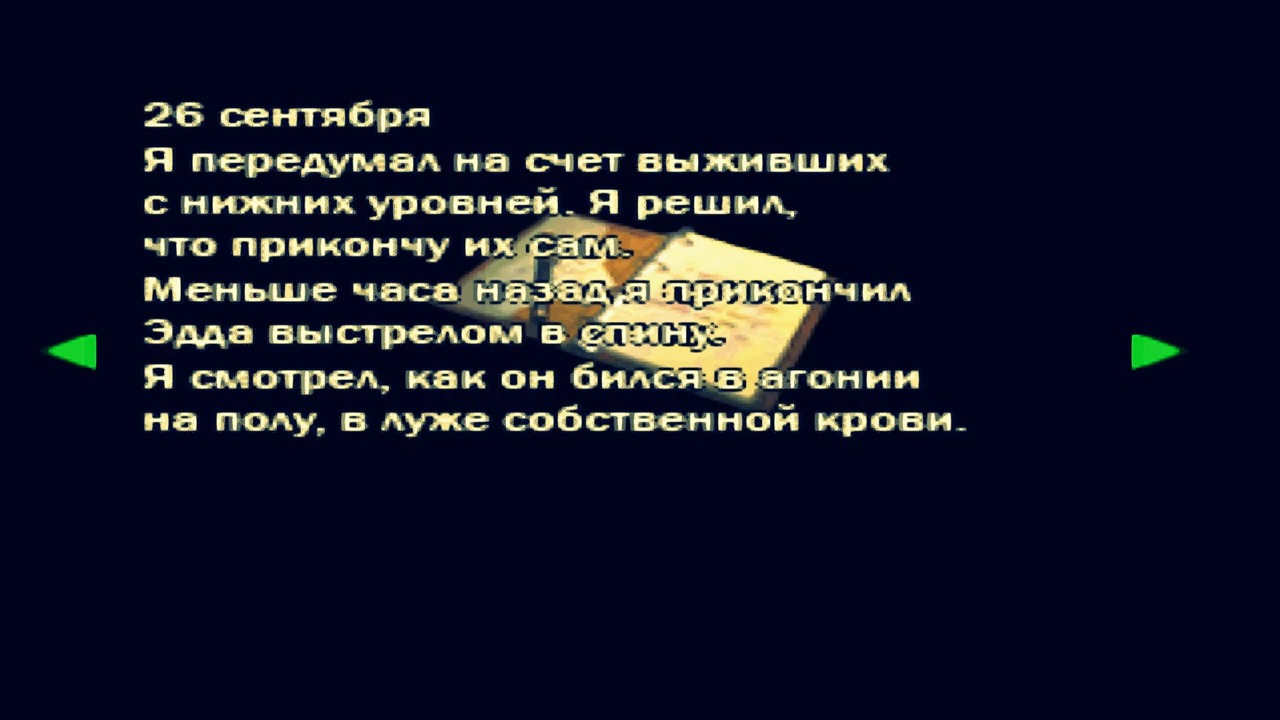 26 сентября
Я передумал на счет выживших
с нижних уровней. Я решил,
что прикончу их сам.
Меньше часа назад я прикончил
Эдда выстрелом в спину.
Я смотрел, как он бился в агонии
на полу, в луже собственной крови.